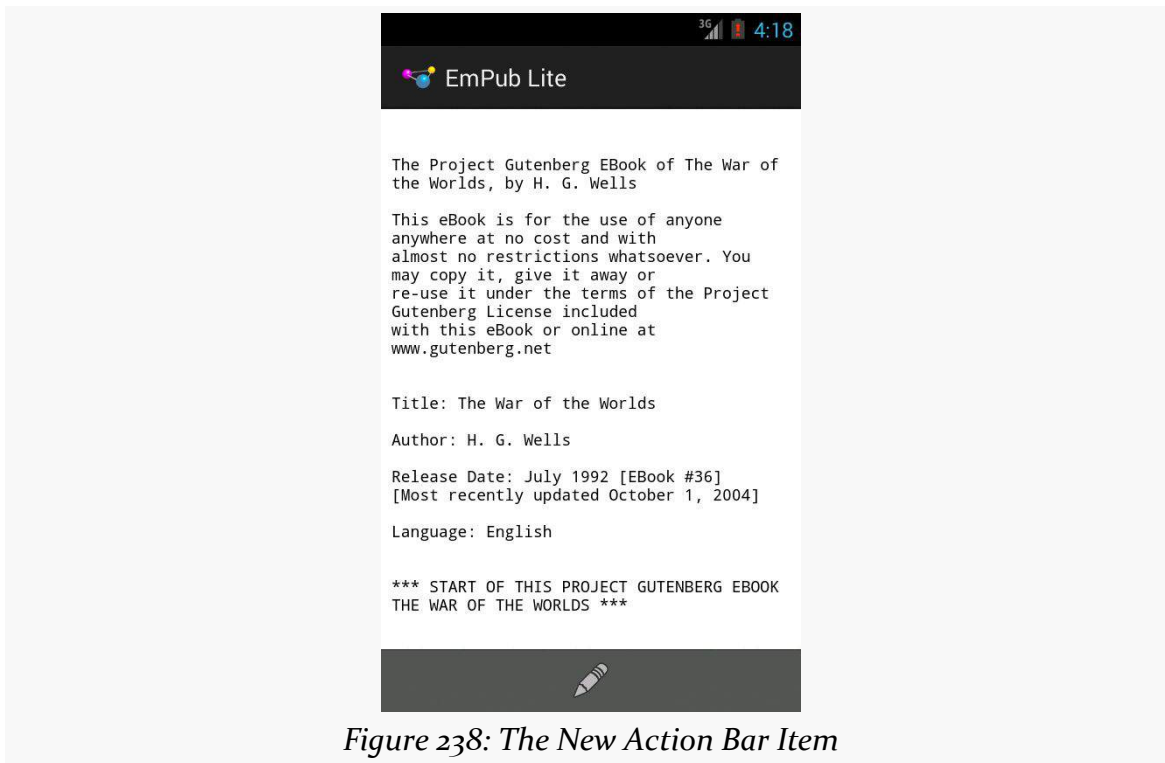 3G 4:18
EmPub Lite
The Project Gutenberg EBook of The War of
the Worlds, by H. G. Wells
This eBook is for the use of anyone
anywhere at no cost and with
almost no restrictions whatsoever. You
may copy it, give it away or
re-use it under the terms of the Project
Gutenberg License included
with this eBook or online at
www.gutenberg.net
Title: The War of the Worlds
Author: H. G. Wells
Release Date: July 1992 [EBook #36]
[Most recently updated October 1, 2004]
Language: English
*** START OF THIS PROJECT GUTENBERG EBOOK
THE WAR OF THE WORLDS ***
Figure 238: The New Action Bar Item